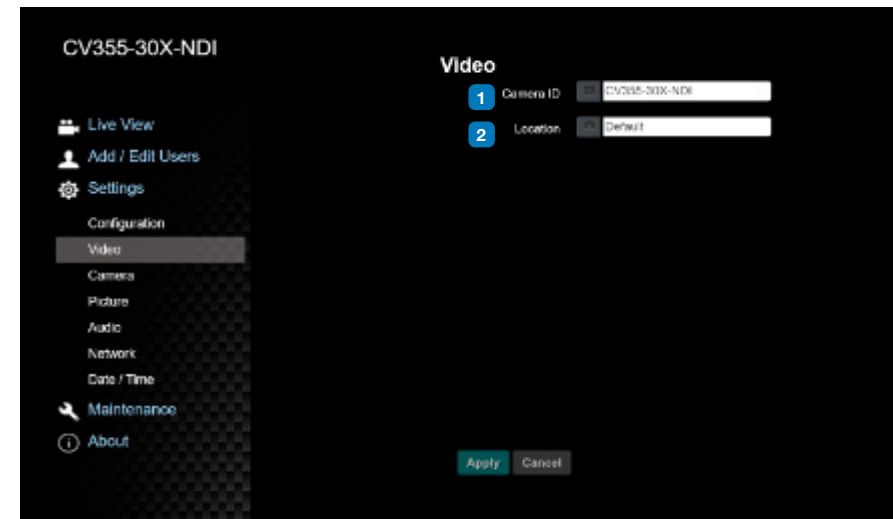 CV355-30X-NDI
Live View
Add / Edit Users
Settings
Configuration
Video
Camera
Picture
Audio
Network
Date / Time
Maintenance
About
Video
1 Camera ID CV355-30X-NDI
2 Location Default
Apply Cancel